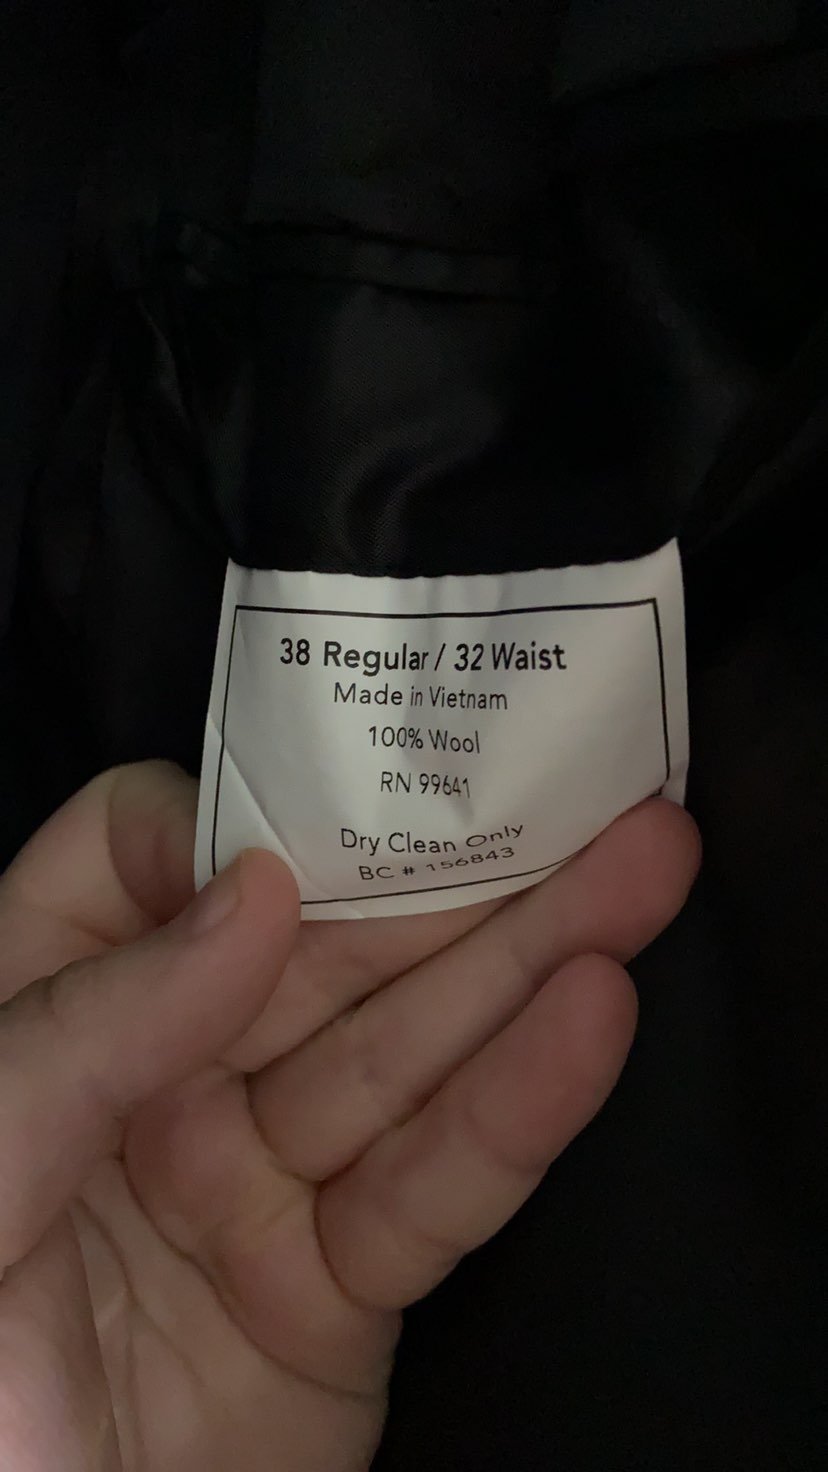 38 Regular / 32 Waist
Made in Vietnam
100% Wool
RN 99641
Dry Clean Only
BC # 156843